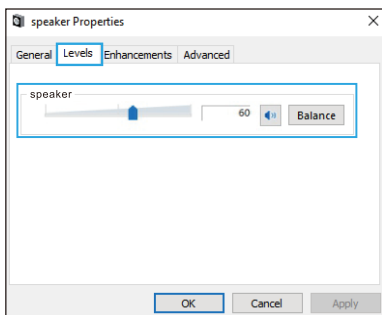 speaker Properties
General Levels Enhancements Advanced
speaker
60 Balance
OK Cancel Apply